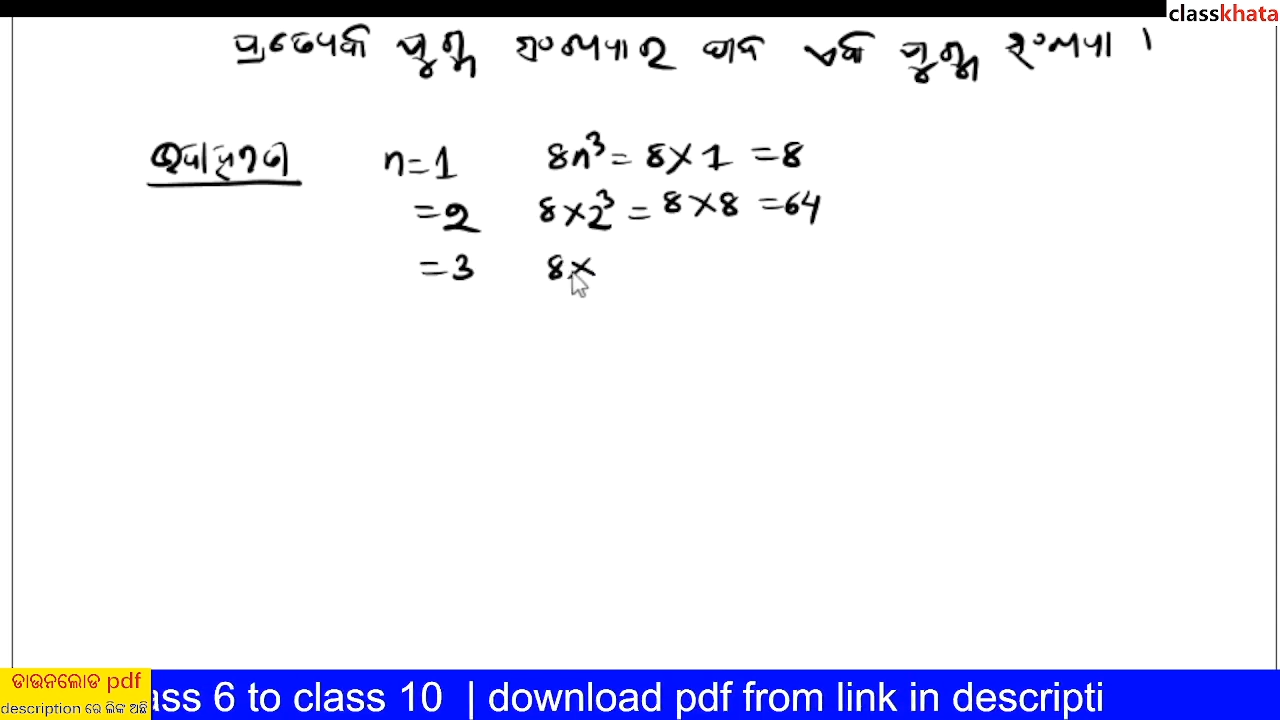 classkhata
ପ୍ରତ୍ୟେକ ଯୁଗ୍ମ ସଂଖ୍ୟାର ଘନ ଏକ ଯୁଗ୍ମ ସଂଖ୍ୟା ।
ଉଦାହରଣ n=1 8n³ = 8×1 =8
=2 8×2³ = 8×8 =64
=3 8×
ଡାଉନଲୋଡ pdf
description ରେ ଲିଙ୍କ ଅଛି
ass 6 to class 10 | download pdf from link in descripti